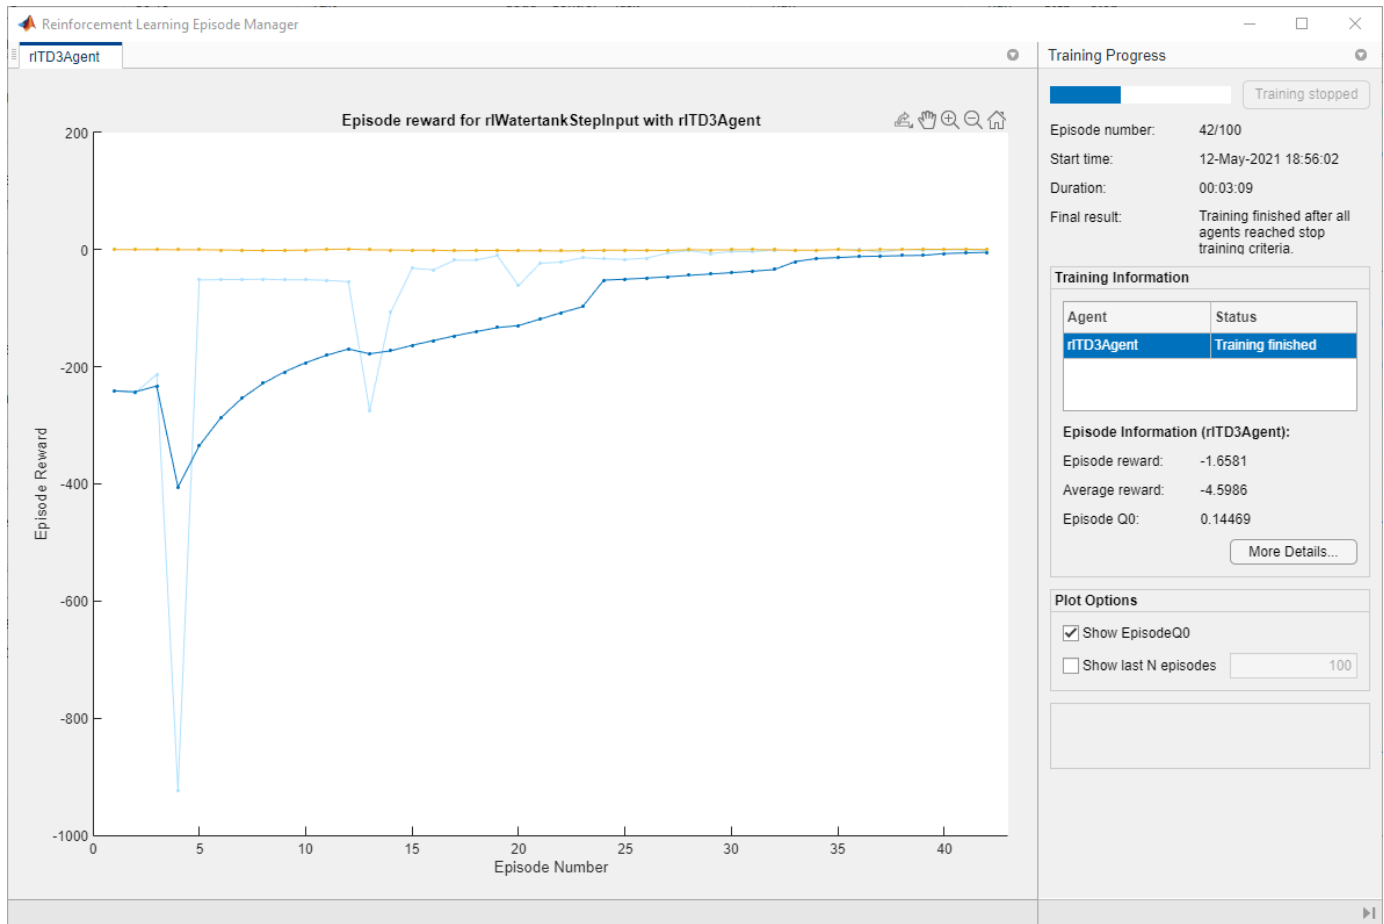 Reinforcement Learning Episode Manager
rlTD3Agent
Training Progress
Episode reward for rlWatertankStepInput with rlTD3Agent
200
0
-200
-400
-600
-800
-1000
Episode Reward
0 5 10 15 20 25 30 35 40
Episode Number
Training stopped
Episode number: 42/100
Start time: 12-May-2021 18:56:02
Duration: 00:03:09
Final result: Training finished after all
agents reached stop
training criteria.
Training Information
Agent Status
rlTD3Agent Training finished
Episode Information (rlTD3Agent):
Episode reward: -1.6581
Average reward: -4.5986
Episode Q0: 0.14469
More Details...
Plot Options
Show EpisodeQ0
Show last N episodes 100